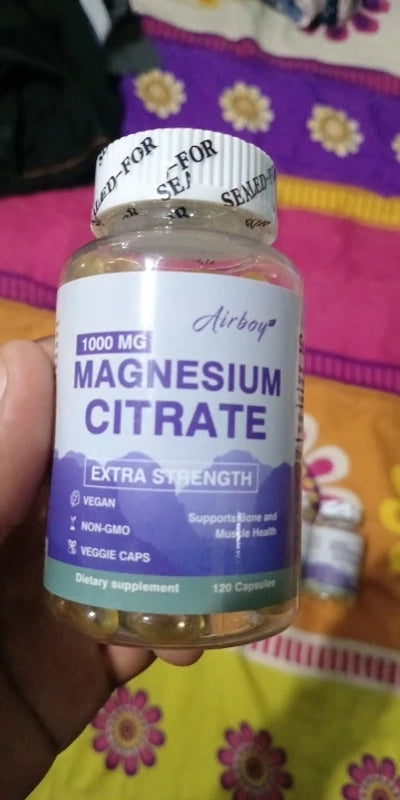 SEALED-FOR
-FOR
SEA
SEALED-
Airboy
1000 MG
MAGNESIUM
CITRATE
EXTRA STRENGTH
VEGAN
NON-GMO
VEGGIE CAPS
Supports Bone and
Muscle Health
Dietary supplement
120 Capsules